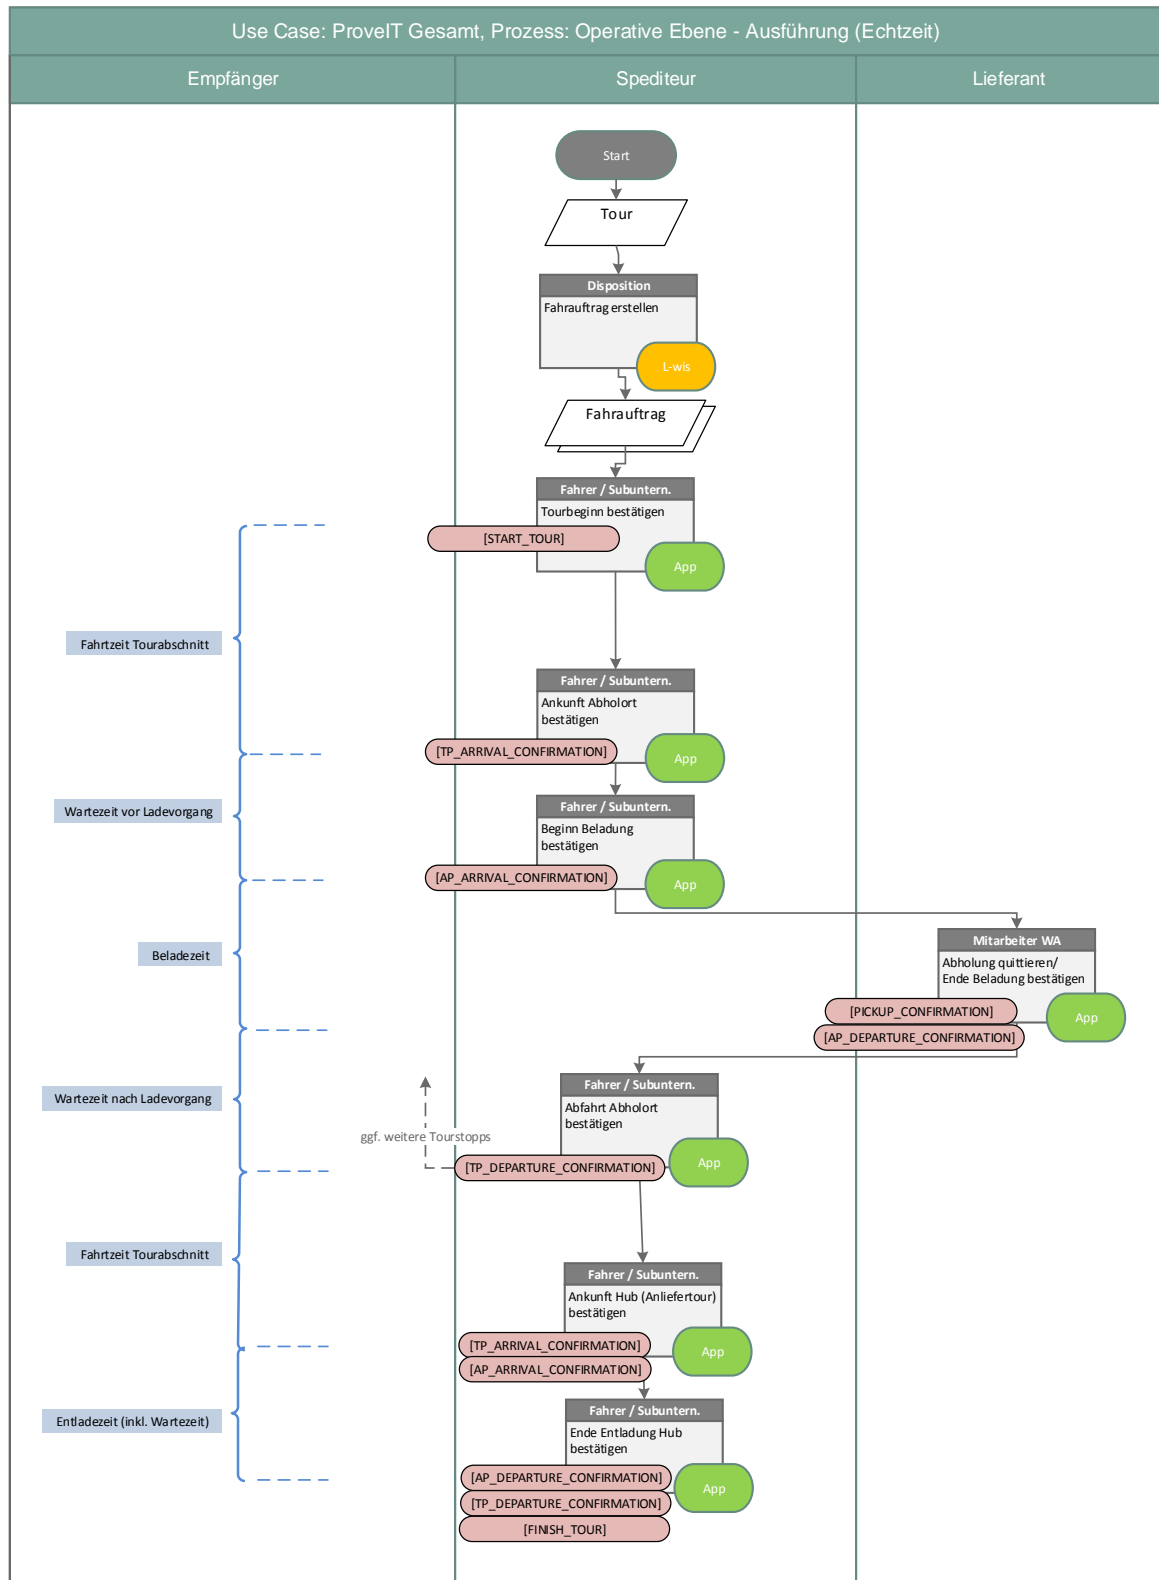 Use Case: ProveIT Gesamt, Prozess: Operative Ebene - Ausführung (Echtzeit)
Empfänger
Spediteur
Lieferant
Start
Tour
Disposition
Fahrauftrag erstellen
L-wis
Fahrauftrag
Fahrer / Subuntern.
Tourbeginn bestätigen
[START_TOUR]
App
Fahrtzeit Tourabschnitt
Fahrer / Subuntern.
Ankunft Abholort
bestätigen
[TP_ARRIVAL_CONFIRMATION]
App
Wartezeit vor Ladevorgang
Fahrer / Subuntern.
Beginn Beladung
bestätigen
[AP_ARRIVAL_CONFIRMATION]
App
Beladezeit
Mitarbeiter WA
Abholung quittieren/
Ende Beladung bestätigen
[PICKUP_CONFIRMATION]
App
[AP_DEPARTURE_CONFIRMATION]
Wartezeit nach Ladevorgang
Fahrer / Subuntern.
Abfahrt Abholort
bestätigen
ggf. weitere Tourstopps
[TP_DEPARTURE_CONFIRMATION]
App
Fahrtzeit Tourabschnitt
Fahrer / Subuntern.
Ankunft Hub (Anliefertour)
bestätigen
[TP_ARRIVAL_CONFIRMATION]
App
[AP_ARRIVAL_CONFIRMATION]
Entladezeit (inkl. Wartezeit)
Fahrer / Subuntern.
Ende Entladung Hub
bestätigen
[AP_DEPARTURE_CONFIRMATION]
App
[TP_DEPARTURE_CONFIRMATION]
[FINISH_TOUR]